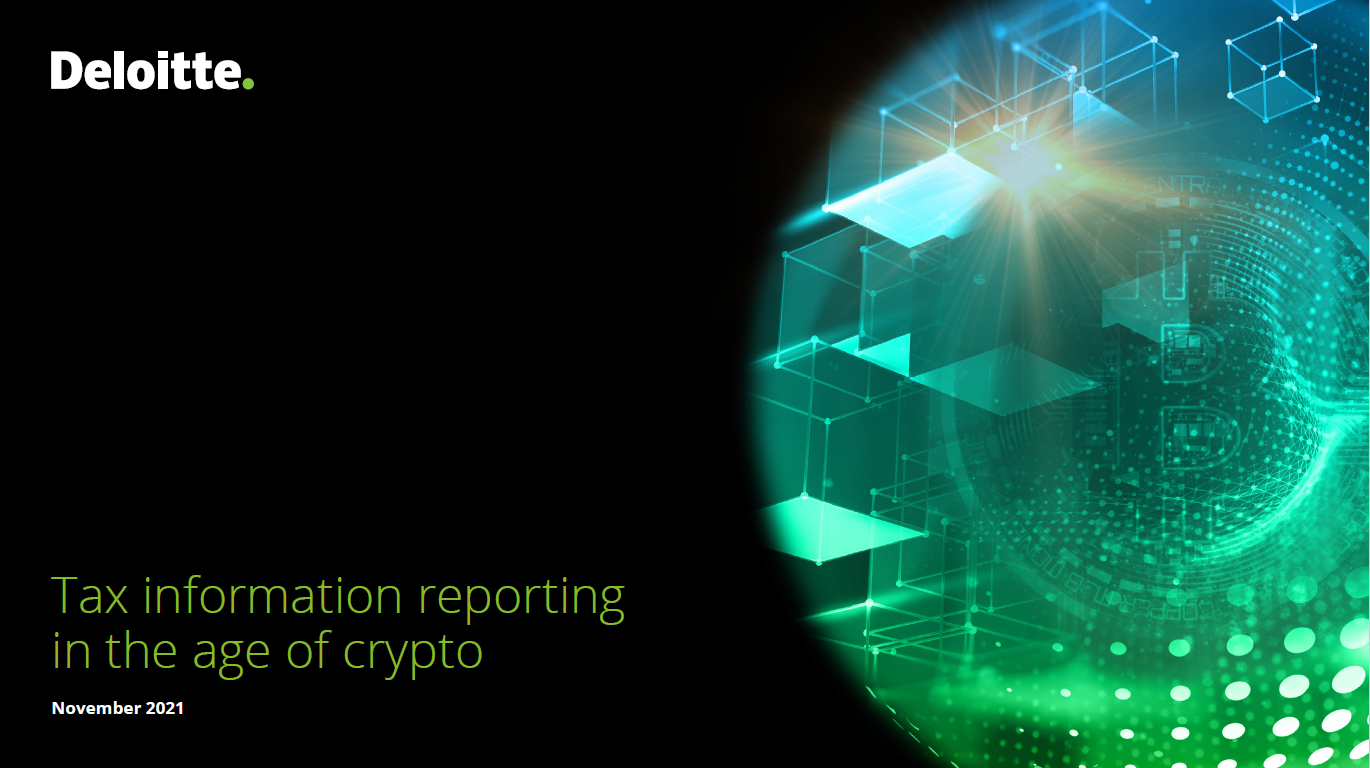 Deloitte.
Tax information reporting
in the age of crypto
November 2021